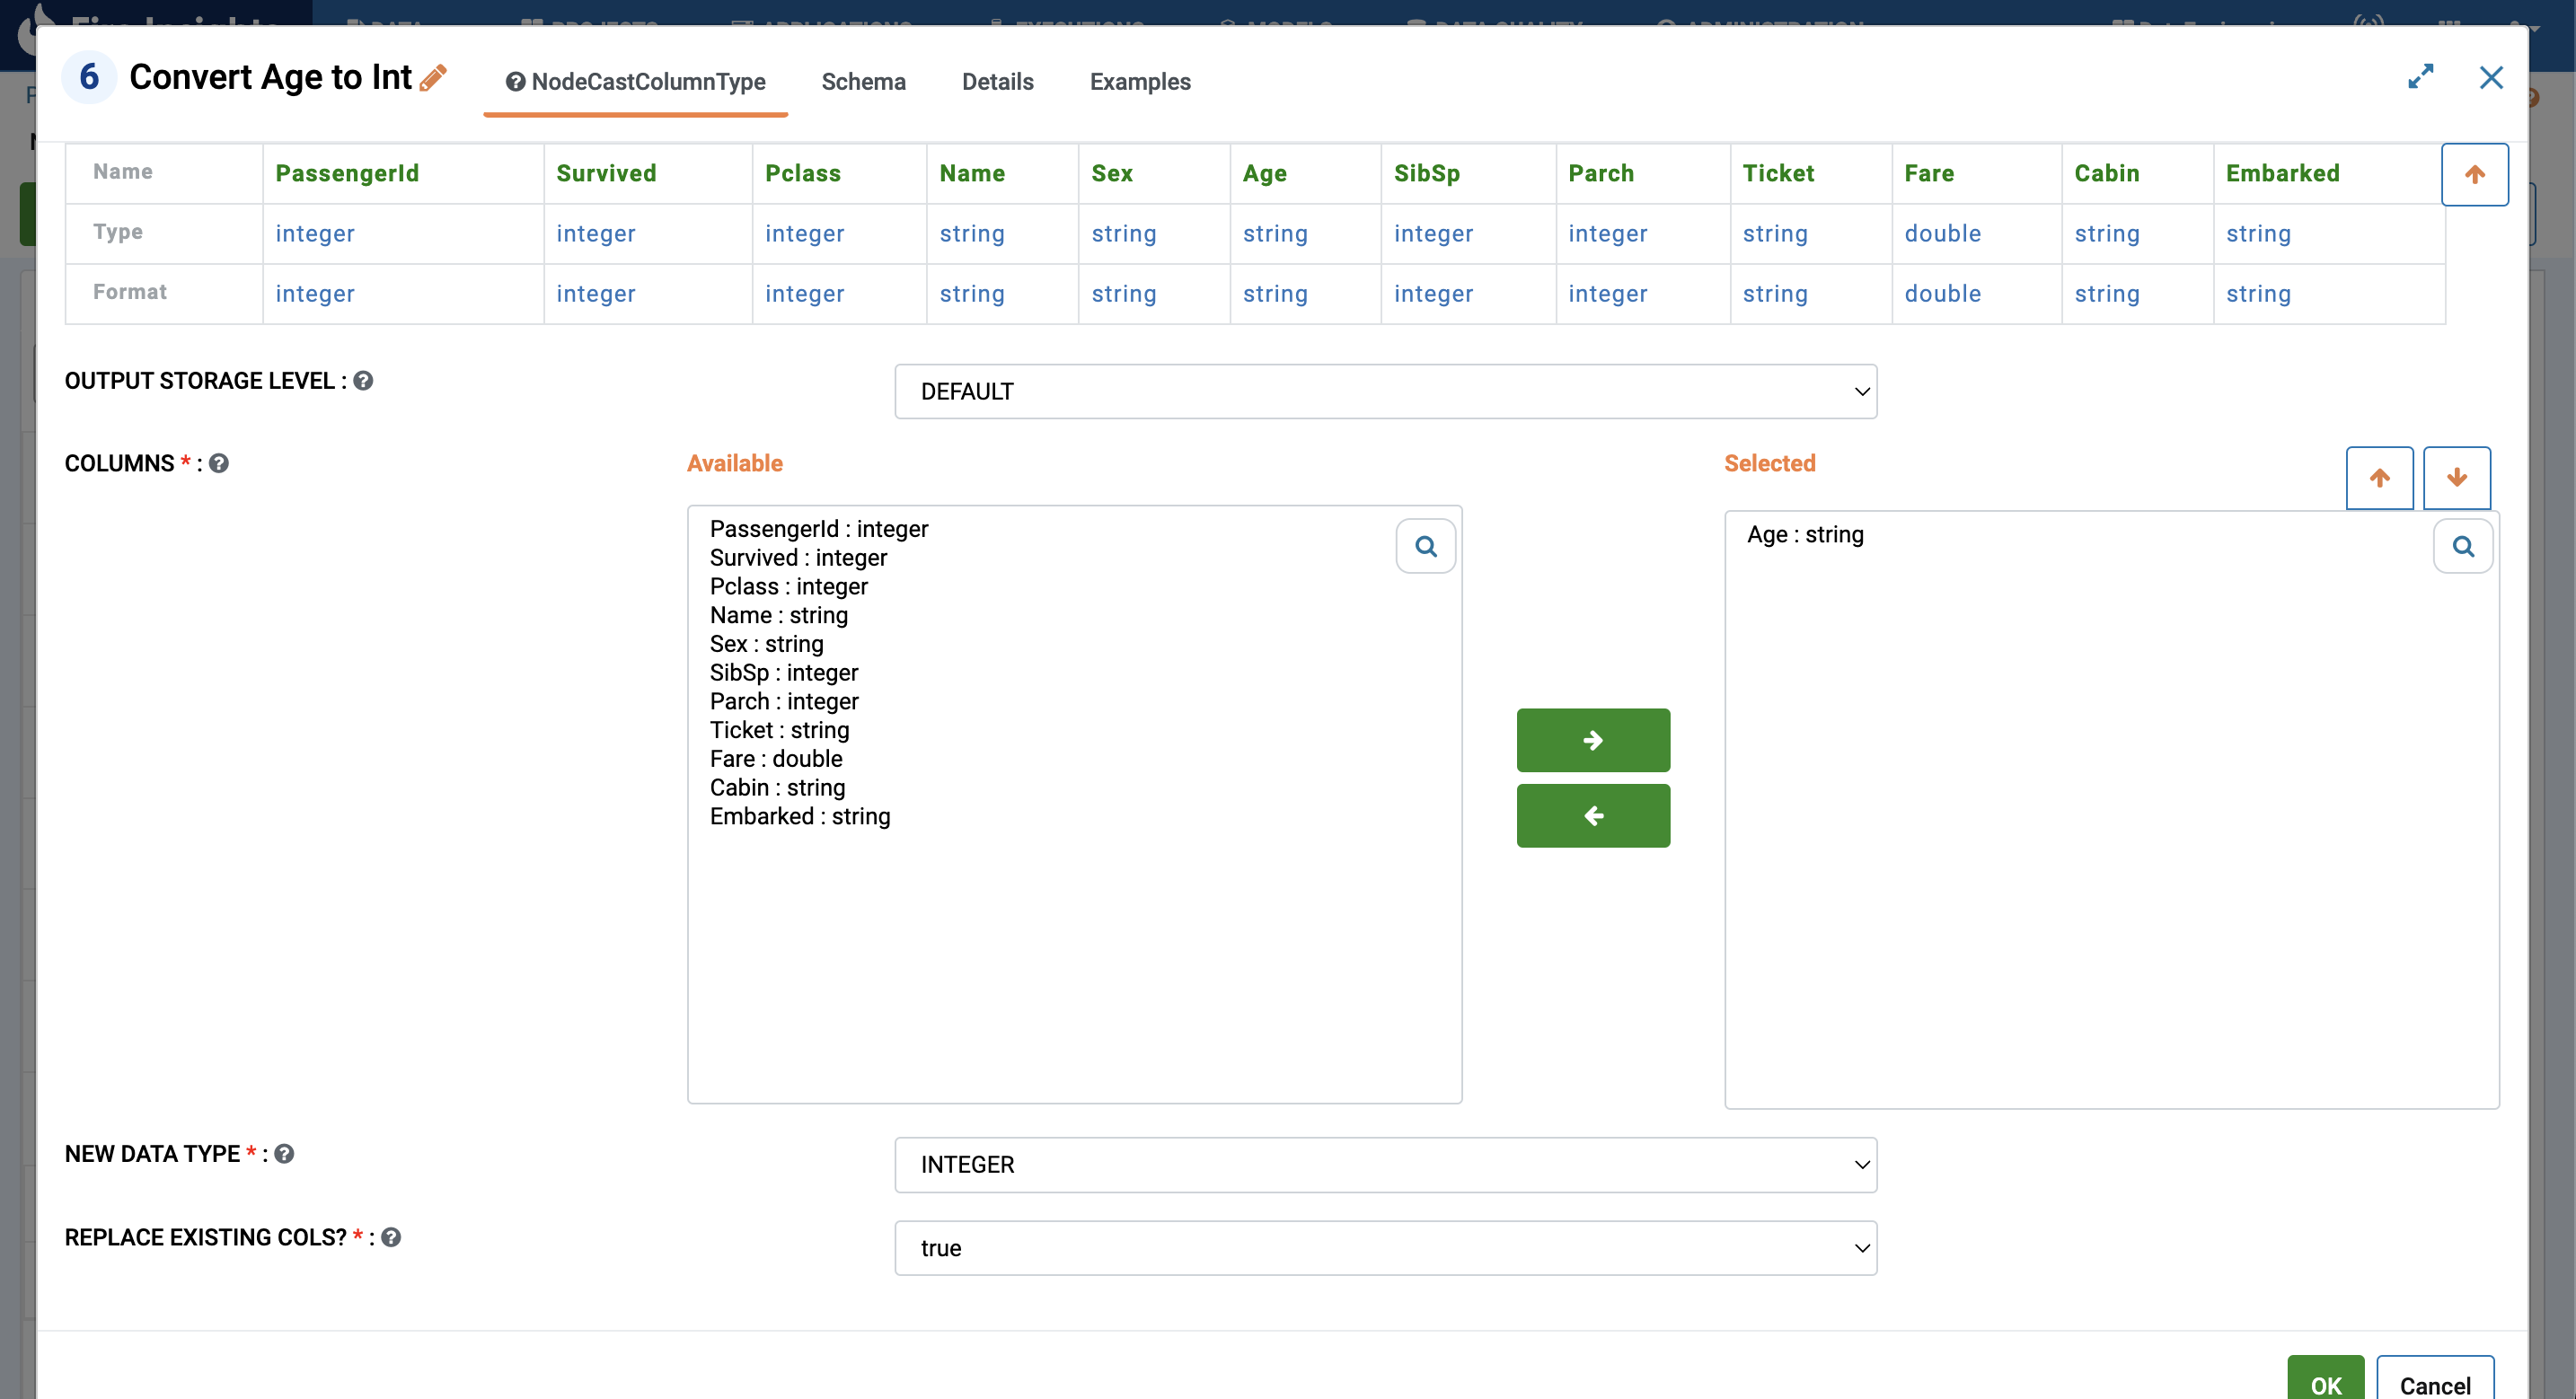 6 Convert Age to Int NodeCastColumnType Schema Details Examples
Name PassengerId Survived Pclass Name Sex Age SibSp Parch Ticket Fare Cabin Embarked
Type integer integer integer string string string integer integer string double string string
Format integer integer integer string string string integer integer string double string string
OUTPUT STORAGE LEVEL : DEFAULT
COLUMNS * : Available Selected
PassengerId : integer
Survived : integer
Pclass : integer
Name : string
Sex : string
SibSp : integer
Parch : integer
Ticket : string
Fare : double
Cabin : string
Embarked : string
Age : string
NEW DATA TYPE * : INTEGER
REPLACE EXISTING COLS? * : true
OK Cancel